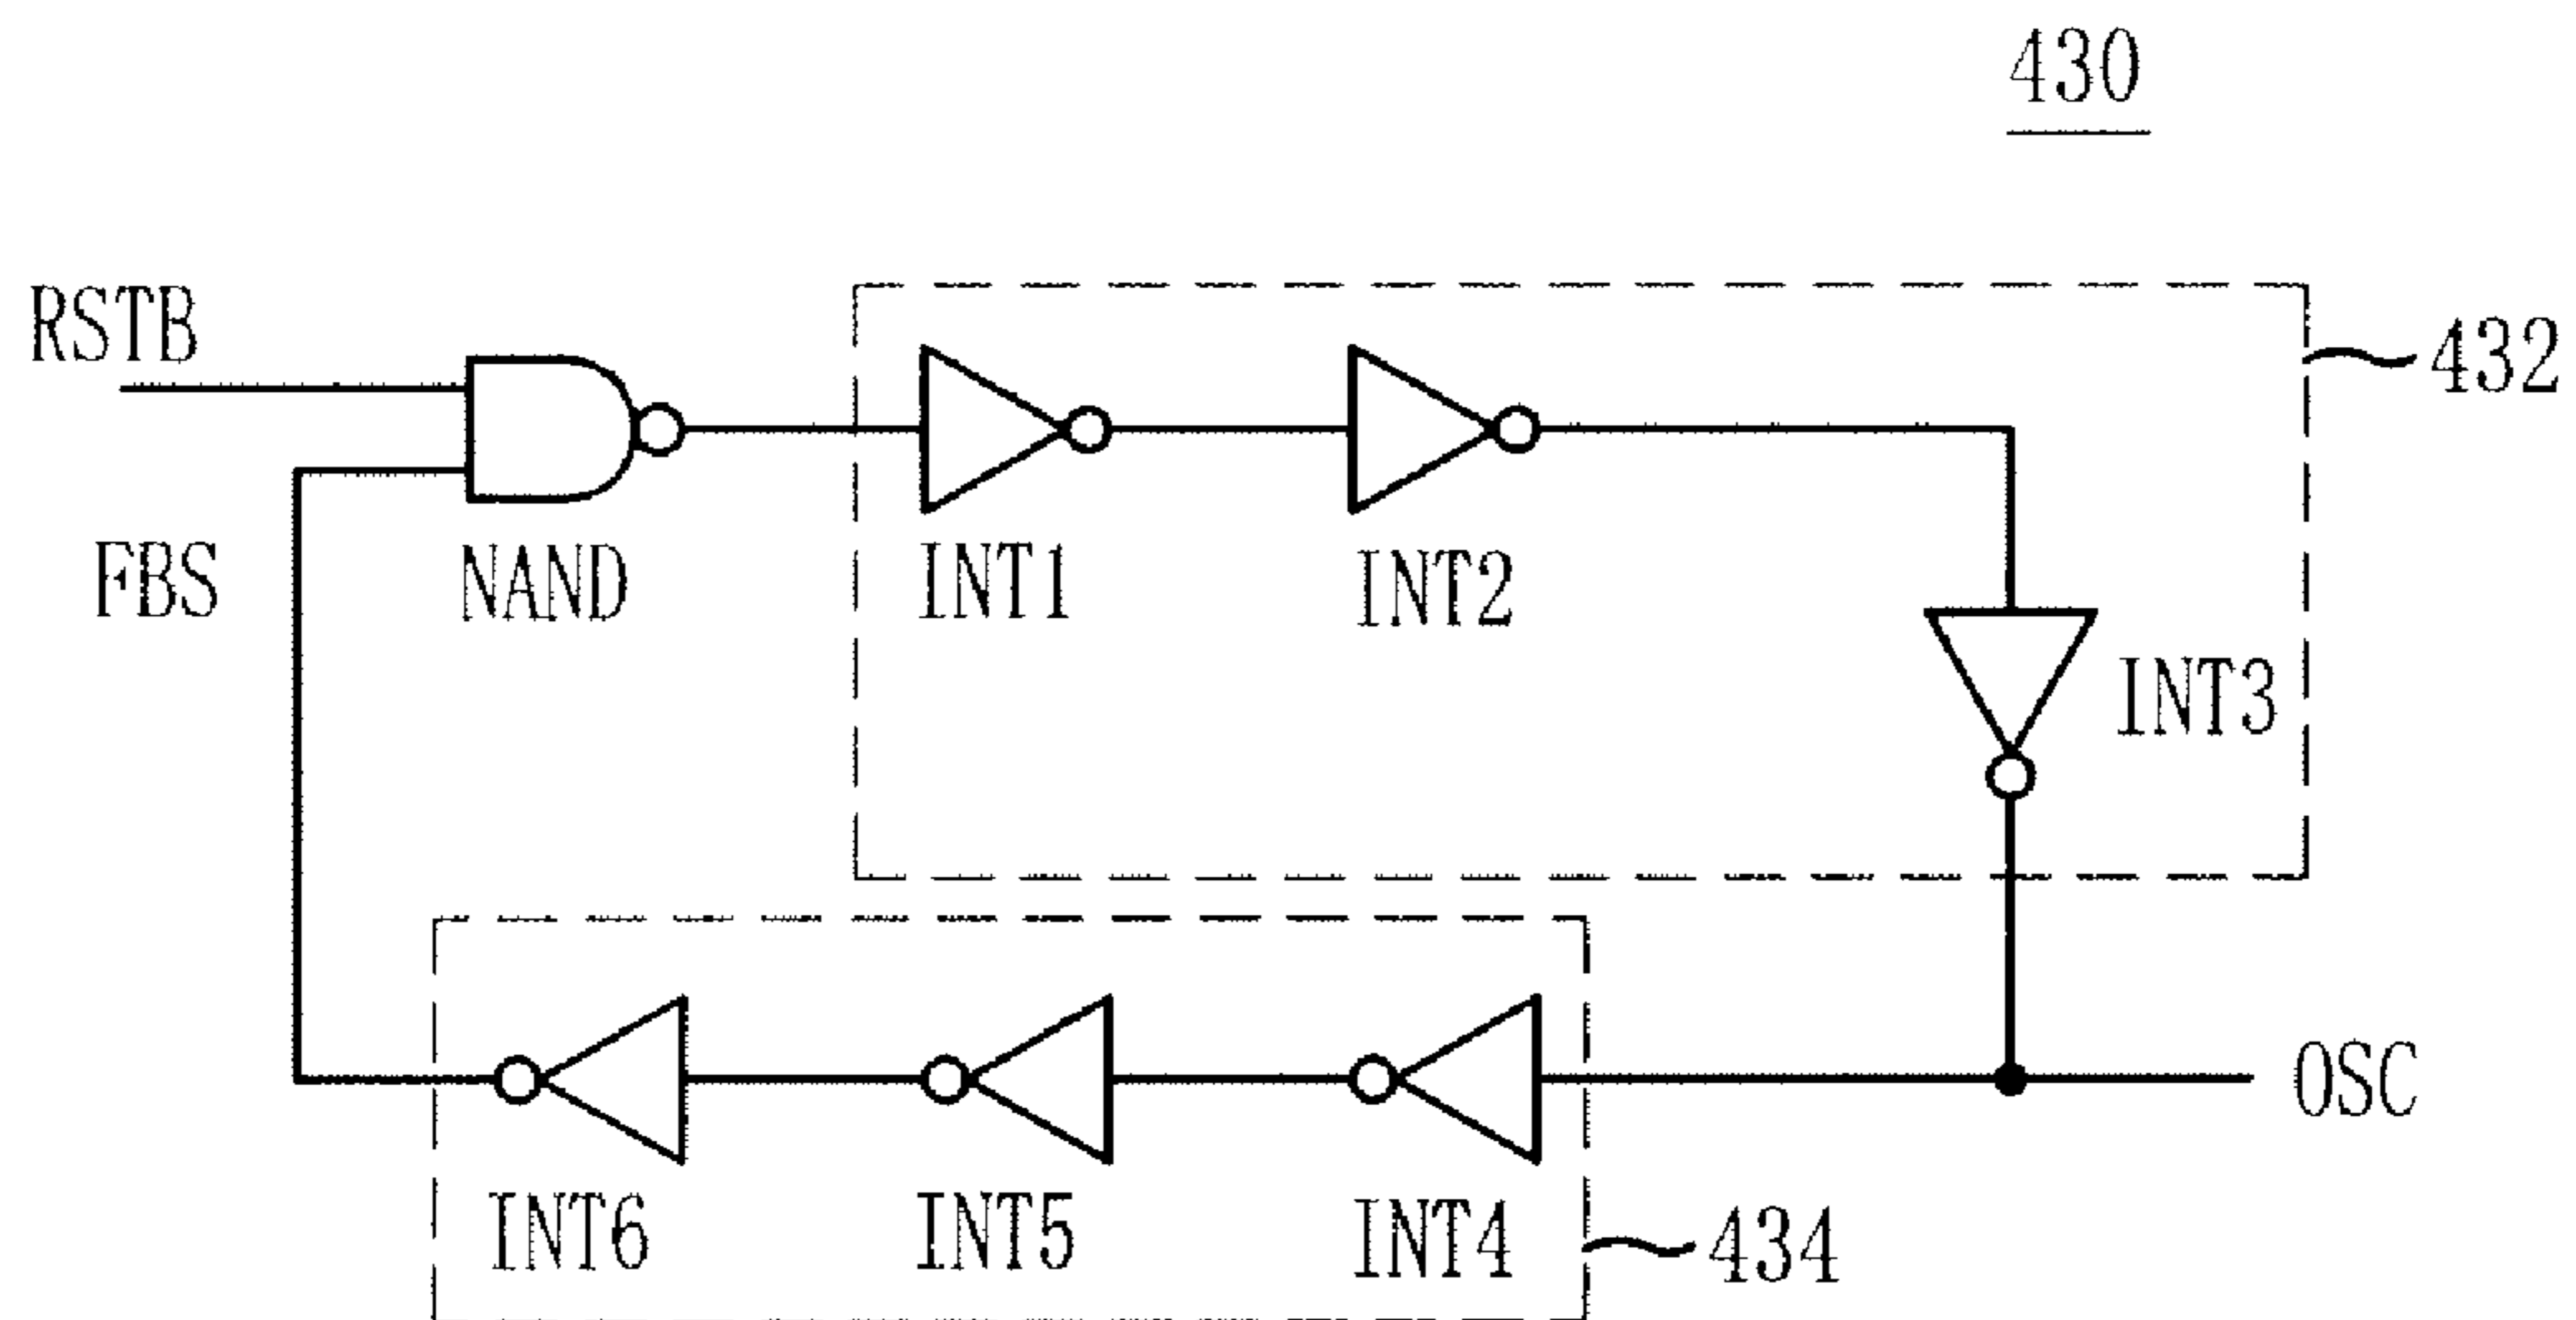 430
RSTB
432
FBS
NAND
INT1
INT2
INT3
OSC
INT6
INT5
INT4
434